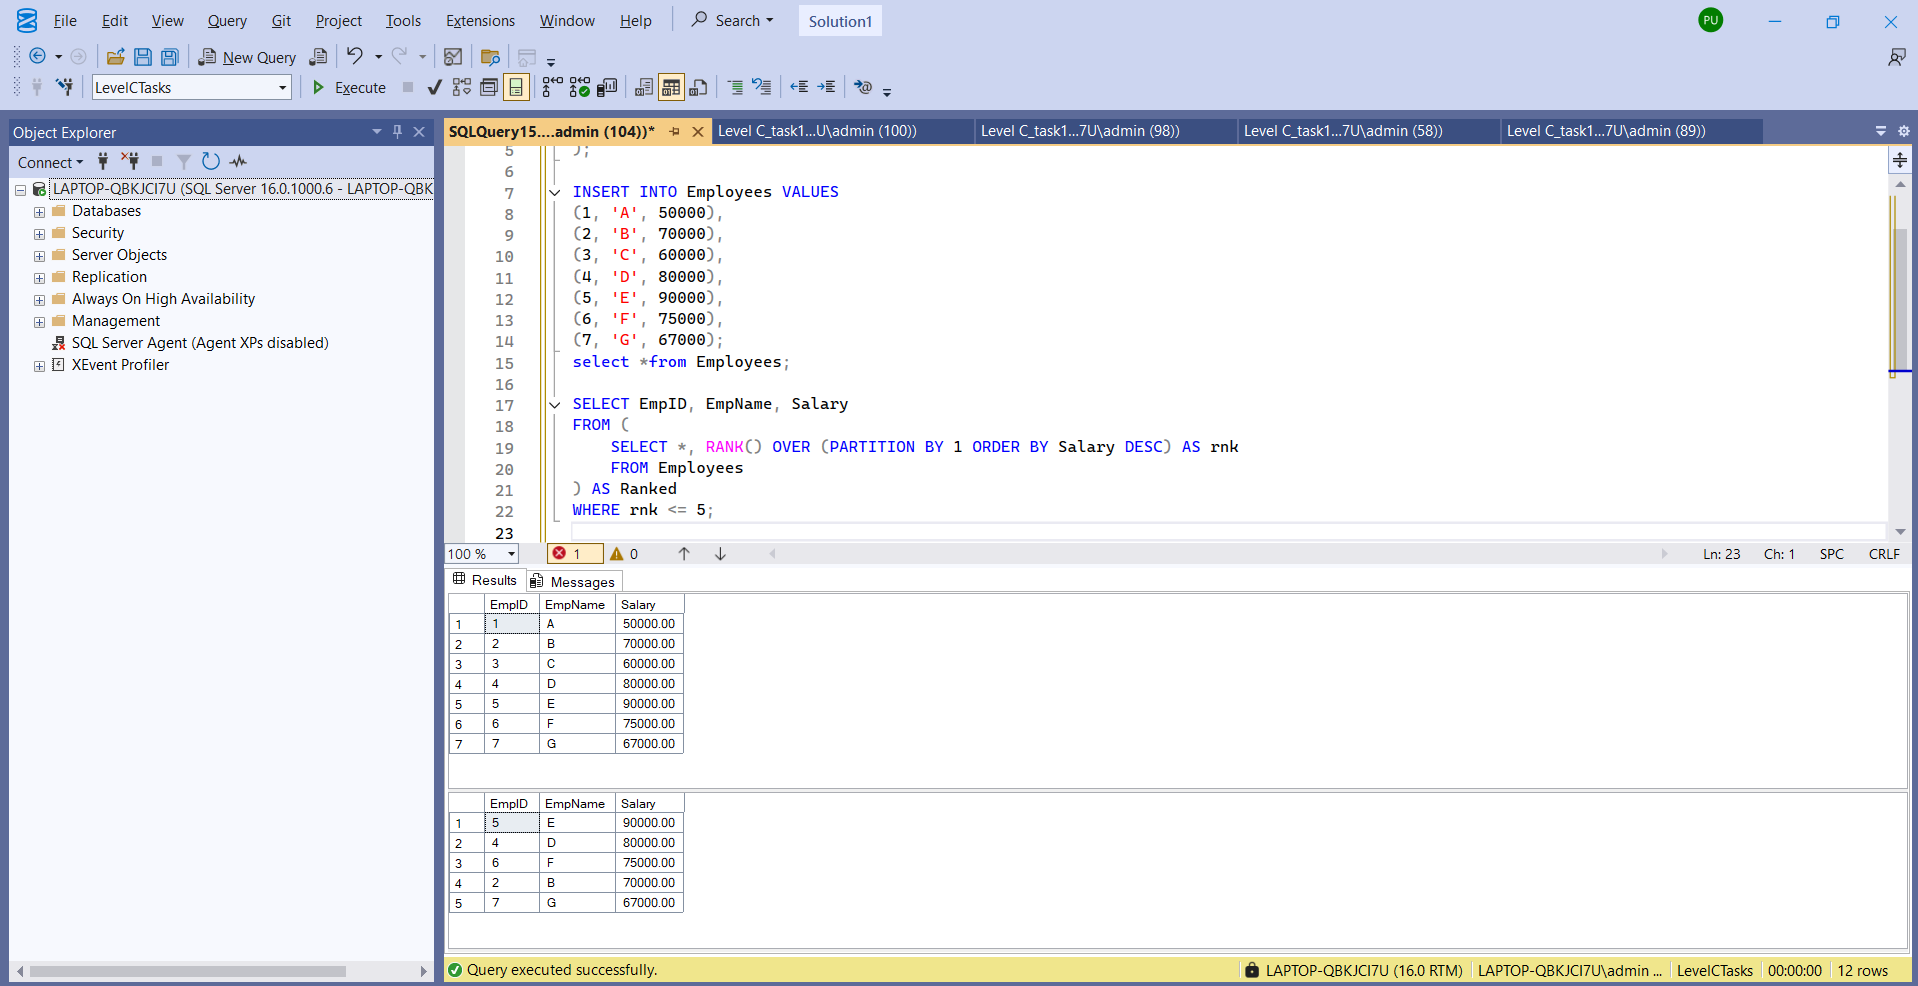 File Edit View Query Git Project Tools Extensions Window Help Search Solution1 PU
New Query
LevelCTasks Execute
Object Explorer
Connect
LAPTOP-QBKJCI7U (SQL Server 16.0.1000.6 - LAPTOP-QBK
Databases
Security
Server Objects
Replication
Always On High Availability
Management
SQL Server Agent (Agent XPs disabled)
XEvent Profiler
SQLQuery15....admin (104))* Level C_task1...U\admin (100)) Level C_task1...7U\admin (98)) Level C_task1...7U\admin (58)) Level C_task1...7U\admin (89))
5 );
6
7 INSERT INTO Employees VALUES
8 (1, 'A', 50000),
9 (2, 'B', 70000),
10 (3, 'C', 60000),
11 (4, 'D', 80000),
12 (5, 'E', 90000),
13 (6, 'F', 75000),
14 (7, 'G', 67000);
15 select *from Employees;
16
17 SELECT EmpID, EmpName, Salary
18 FROM (
19 SELECT *, RANK() OVER (PARTITION BY 1 ORDER BY Salary DESC) AS rnk
20 FROM Employees
21 ) AS Ranked
22 WHERE rnk <= 5;
23
100 % 1 0 Ln: 23 Ch: 1 SPC CRLF
Results Messages
EmpID EmpName Salary
1 1 A 50000.00
2 2 B 70000.00
3 3 C 60000.00
4 4 D 80000.00
5 5 E 90000.00
6 6 F 75000.00
7 7 G 67000.00
EmpID EmpName Salary
1 5 E 90000.00
2 4 D 80000.00
3 6 F 75000.00
4 2 B 70000.00
5 7 G 67000.00
Query executed successfully. LAPTOP-QBKJCI7U (16.0 RTM) LAPTOP-QBKJCI7U\admin ... LevelCTasks 00:00:00 12 rows